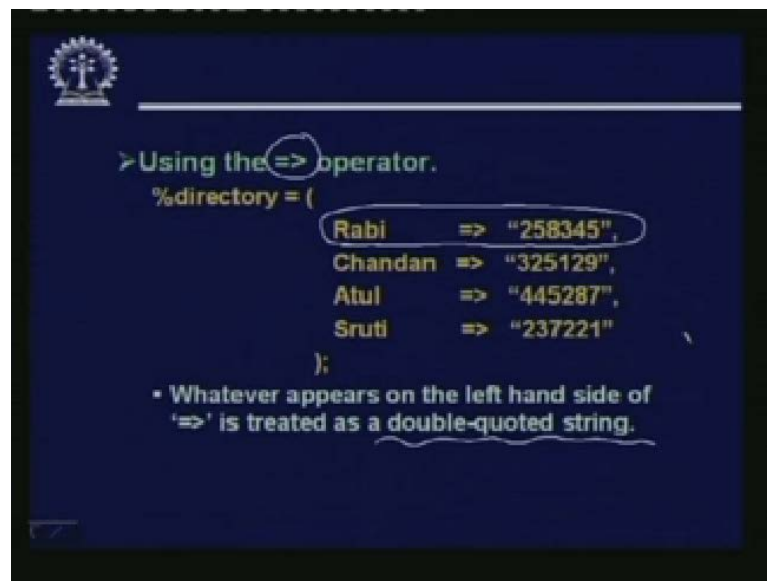 ➢Using the => operator.
%directory = (
Rabi => “258345”,
Chandan => “325129”,
Atul => “445287”,
Sruti => “237221”
);
• Whatever appears on the left hand side of
‘=>’ is treated as a double-quoted string.